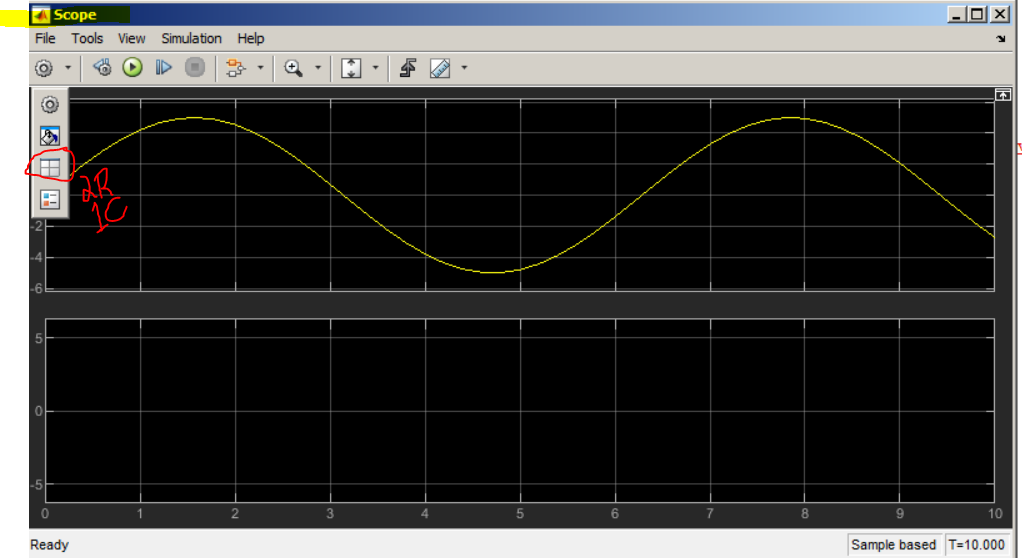 Scope
File Tools View Simulation Help
2R
1C
-2
-4
-6
5
0
-5
0 1 2 3 4 5 6 7 8 9 10
Ready Sample based T=10.000